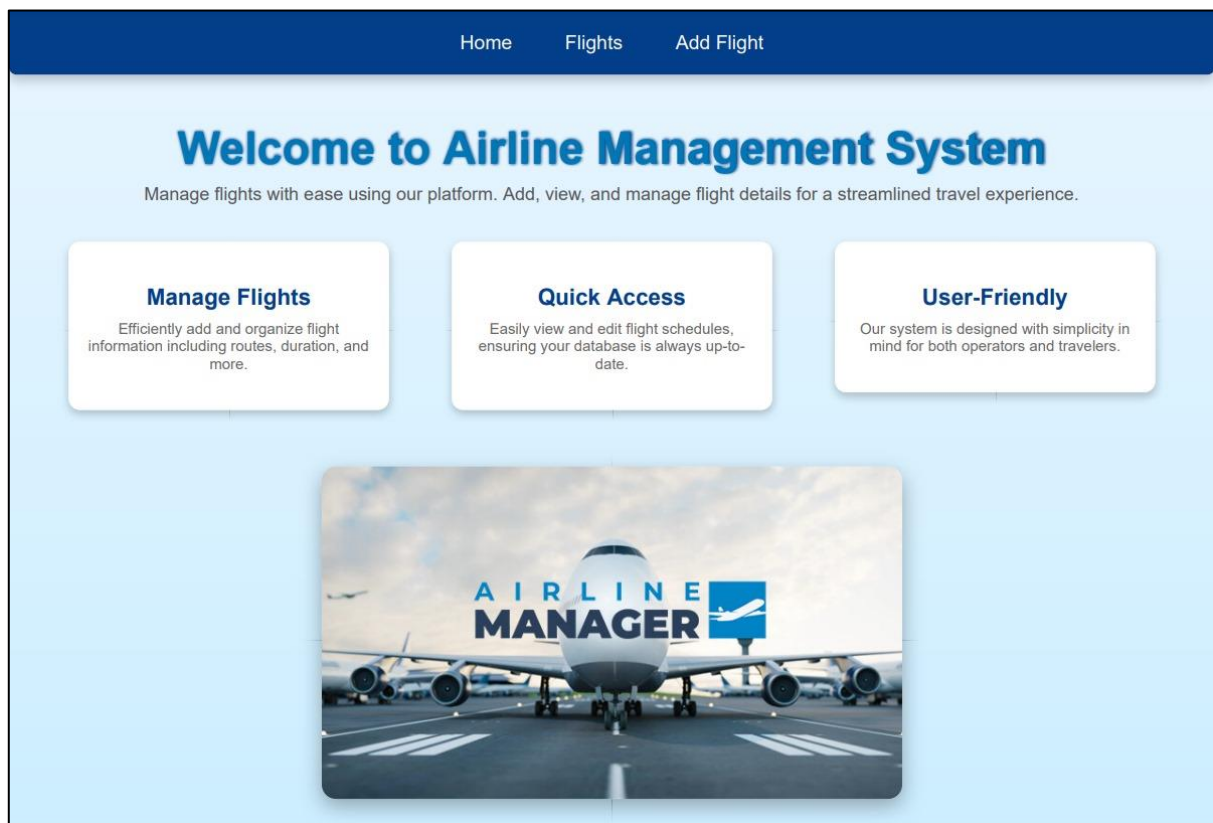 Home Flights Add Flight
Welcome to Airline Management System
Manage flights with ease using our platform. Add, view, and manage flight details for a streamlined travel experience.
Manage Flights
Efficiently add and organize flight
information including routes, duration, and
more.
Quick Access
Easily view and edit flight schedules,
ensuring your database is always up-to-
date.
User-Friendly
Our system is designed with simplicity in
mind for both operators and travelers.
AIRLINE
MANAGER